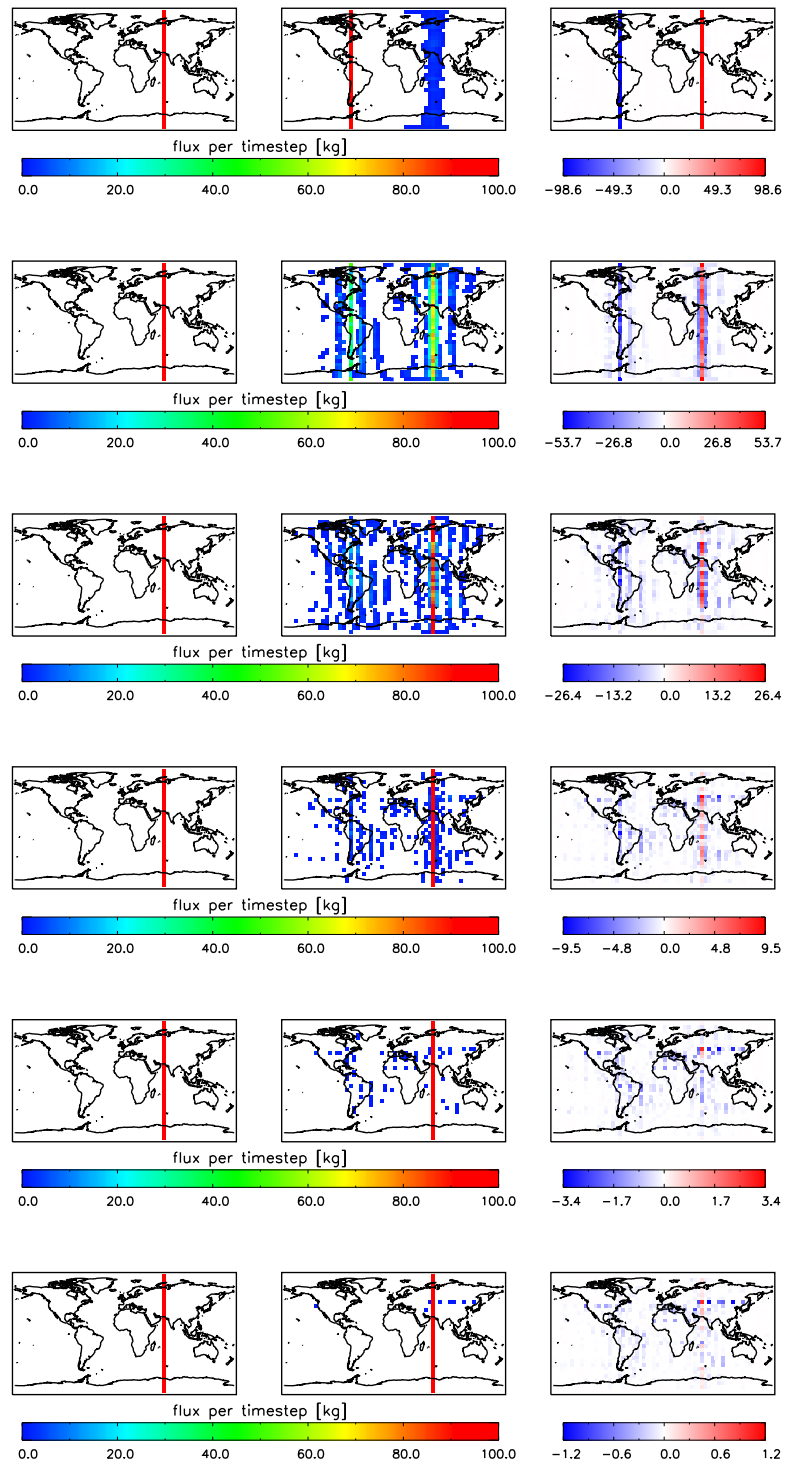 flux per timestep [kg]
0.0 20.0 40.0 60.0 80.0 100.0 -98.6 -49.3 0.0 49.3 98.6
flux per timestep [kg]
0.0 20.0 40.0 60.0 80.0 100.0 -53.7 -26.8 0.0 26.8 53.7
flux per timestep [kg]
0.0 20.0 40.0 60.0 80.0 100.0 -26.4 -13.2 0.0 13.2 26.4
flux per timestep [kg]
0.0 20.0 40.0 60.0 80.0 100.0 -9.5 -4.8 0.0 4.8 9.5
flux per timestep [kg]
0.0 20.0 40.0 60.0 80.0 100.0 -3.4 -1.7 0.0 1.7 3.4
flux per timestep [kg]
0.0 20.0 40.0 60.0 80.0 100.0 -1.2 -0.6 0.0 0.6 1.2